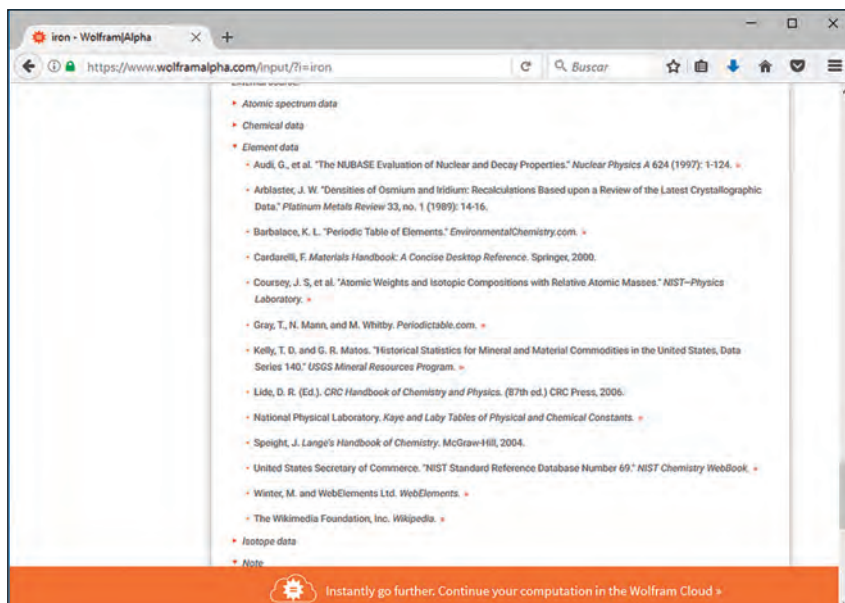 iron - Wolfram|Alpha
https://www.wolframalpha.com/input/?i=iron
Buscar
Atomic spectrum data
Chemical data
Element data
Audi, G., et al. "The NUBASE Evaluation of Nuclear and Decay Properties." Nuclear Physics A 624 (1997): 1-124. »
Arblaster, J. W. "Densities of Osmium and Iridium: Recalculations Based upon a Review of the Latest Crystallographic
Data." Platinum Metals Review 33, no. 1 (1989): 14-16.
Barbalace, K. L. "Periodic Table of Elements." EnvironmentalChemistry.com. »
Cardarelli, F. Materials Handbook: A Concise Desktop Reference. Springer, 2000.
Coursey, J. S, et al. "Atomic Weights and Isotopic Compositions with Relative Atomic Masses." NIST—Physics
Laboratory. »
Gray, T., N. Mann, and M. Whitby. Periodictable.com. »
Kelly, T. D. and G. R. Matos. "Historical Statistics for Mineral and Material Commodities in the United States, Data
Series 140." USGS Mineral Resources Program. »
Lide, D. R. (Ed.). CRC Handbook of Chemistry and Physics. (87th ed.) CRC Press, 2006.
National Physical Laboratory. Kaye and Laby Tables of Physical and Chemical Constants. »
Speight, J. Lange's Handbook of Chemistry. McGraw-Hill, 2004.
United States Secretary of Commerce. "NIST Standard Reference Database Number 69." NIST Chemistry WebBook. »
Winter, M. and WebElements Ltd. WebElements. »
The Wikimedia Foundation, Inc. Wikipedia. »
Isotope data
Note
Instantly go further. Continue your computation in the Wolfram Cloud »